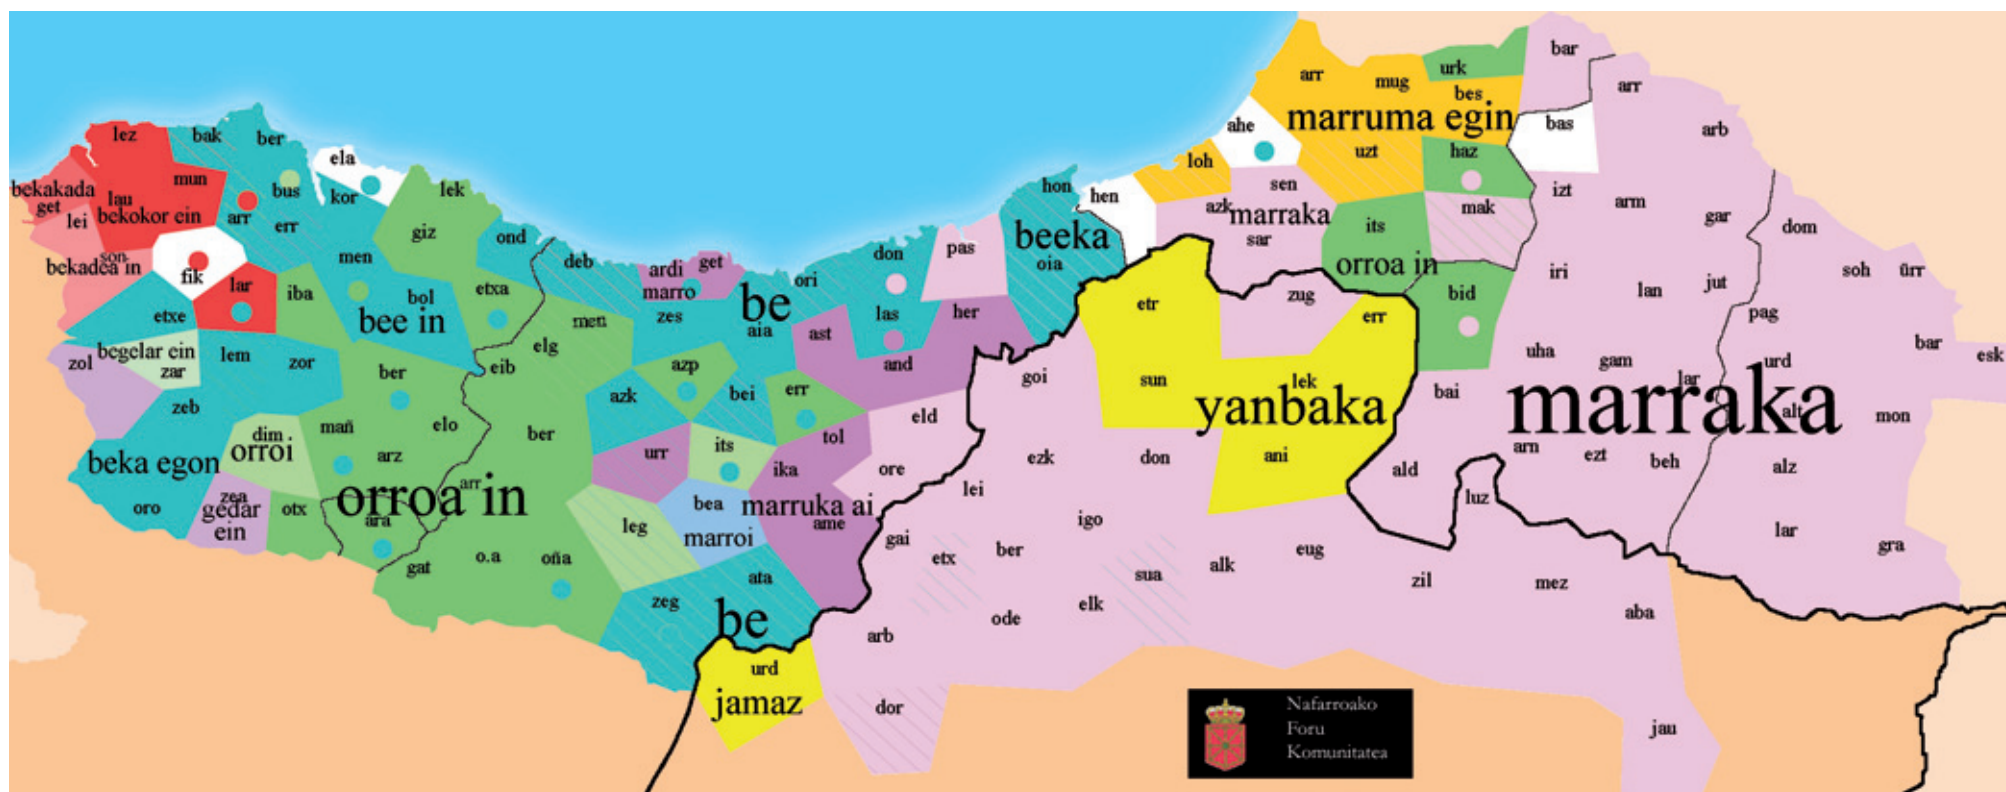 bar
arr
mug
urk
bes
arr
marruma egin
ahe
bas
arb
lez
bak
ber
ela
uzt
haz
loh
lek
mun
bus
kor
hon
hen
sen
izt
bekakada
get
lau
bekokor ein
lei
arr
err
giz
ond
azk
marraka
sar
mak
arm
gar
its
dom
beeka
oia
son
bekadea in
fik
men
deb
ardi
get
marro
ori
don
pas
orroa in
iri
soh
ürr
lar
iba
bol
etxa
etxe
bee in
men
zes
be
aia
las
her
etr
zug
err
bid
lan
jut
pag
begelar ein
zol
zar
lem
zor
elg
eib
ast
and
azp
goi
sun
lek
yanbaka
uha
gam
lar
urd
bar
esk
ber
zeb
azk
bei
err
eld
bai
marraka
alt
mon
dim
orroi
mañ
elo
ber
tol
beka egon
arz
urr
its
ika
ore
ezk
don
ani
ald
arn
ezt
beh
alz
oro
zea
gedar
ein
otx
orroa in
arr
ara
leg
bea
marroi
marruka ai
ame
lei
gai
igo
luz
lar
gra
gat
o.a
oña
ata
etx
ber
sua
alk
eug
zil
mez
zeg
be
arb
ode
elk
aba
urd
jamaz
dor
jau
Nafarroako
Foru
Komunitatea